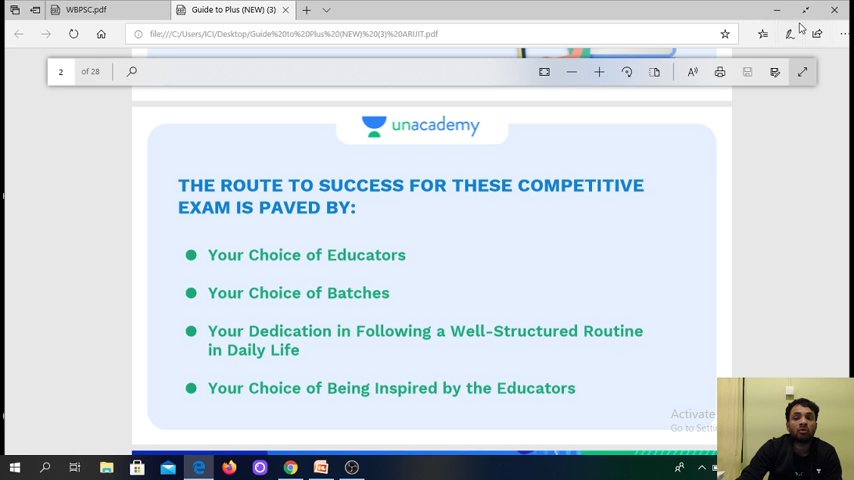 WBPSC.pdf
Guide to Plus (NEW) (3)
file:///C:/Users/ICI/Desktop/Guide%20to%20Plus%20(NEW)%20(3)%20ARIJIT.pdf
2 of 28
unacademy
THE ROUTE TO SUCCESS FOR THESE COMPETITIVE
EXAM IS PAVED BY:
Your Choice of Educators
Your Choice of Batches
Your Dedication in Following a Well-Structured Routine
in Daily Life
Your Choice of Being Inspired by the Educators
Activate
Go to